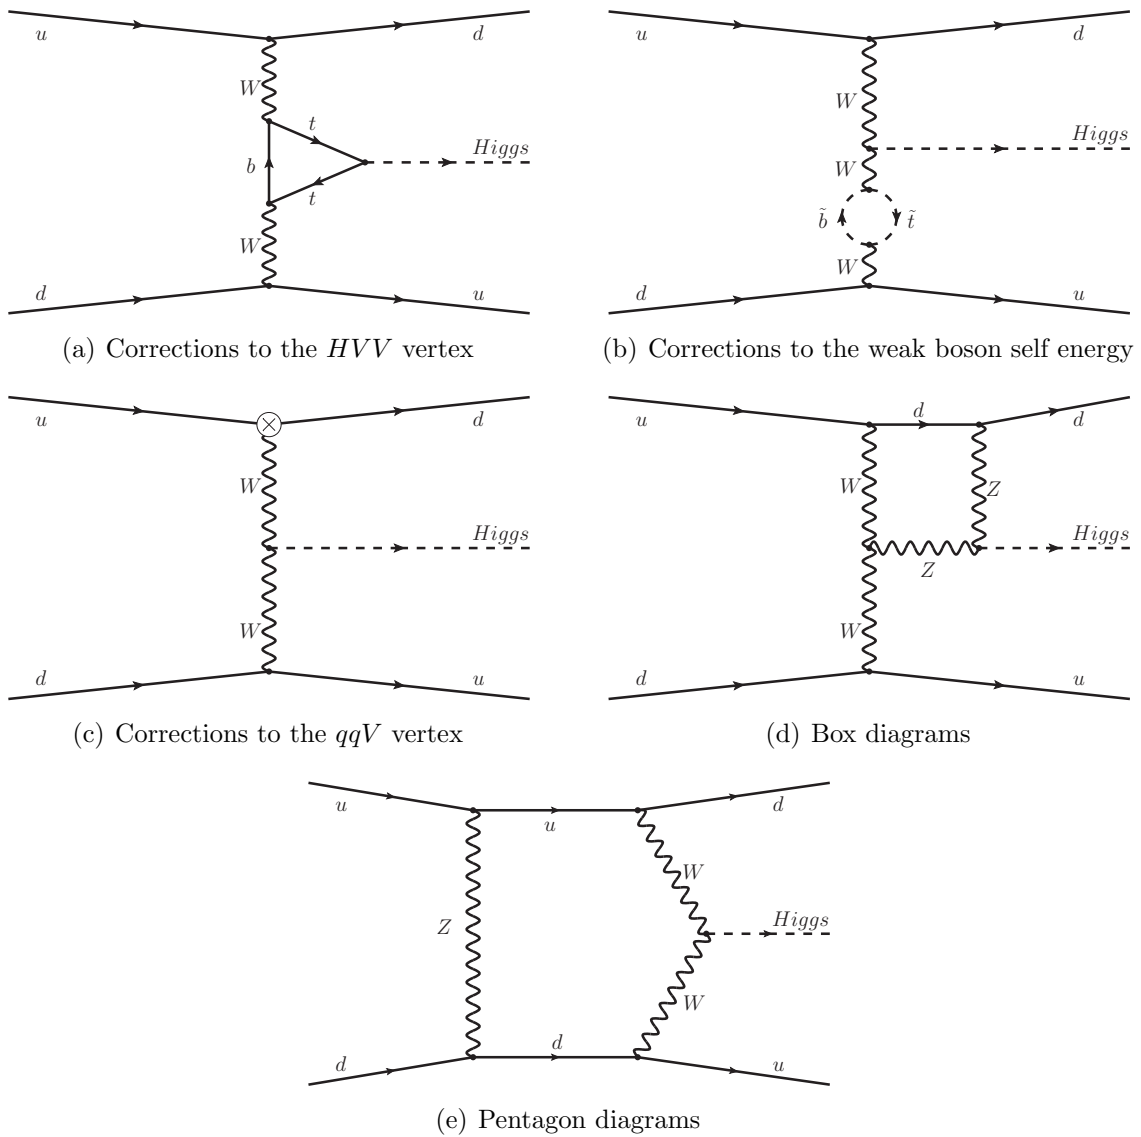 u d u d
W W
t
Higgs Higgs
b W
t
b̃ t̃
W W
d u d u
(a) Corrections to the HVV vertex (b) Corrections to the weak boson self energy
d
u d u d
W W Z
Higgs Higgs
Z
W W
d u d u
(c) Corrections to the qqV vertex (d) Box diagrams
u u d
W
Z Higgs
W
d d u
(e) Pentagon diagrams